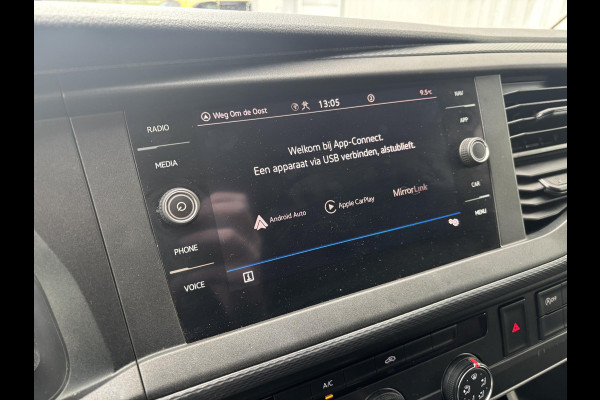 RADIO
MEDIA
PHONE
VOICE
Weg Om de Oost 13:05 9.5°C
Welkom bij App-Connect.
Een apparaat via USB verbinden, alstublieft.
Android Auto Apple CarPlay MirrorLink
NAV
APP
CAR
MENU
A/C